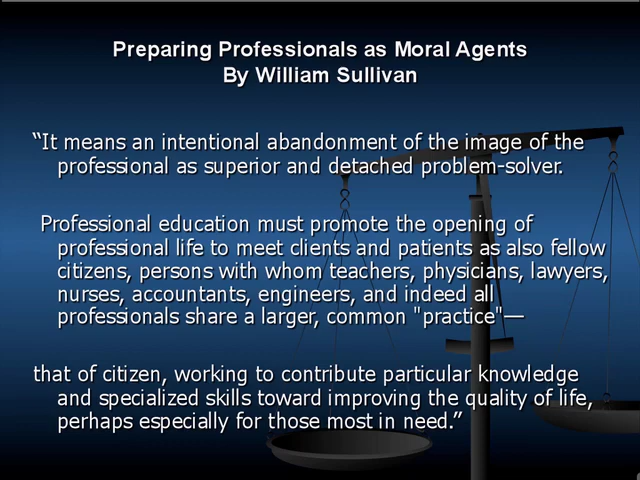 Preparing Professionals as Moral Agents
By William Sullivan
“It means an intentional abandonment of the image of the
professional as superior and detached problem-solver.
Professional education must promote the opening of
professional life to meet clients and patients as also fellow
citizens, persons with whom teachers, physicians, lawyers,
nurses, accountants, engineers, and indeed all
professionals share a larger, common "practice"—
that of citizen, working to contribute particular knowledge
and specialized skills toward improving the quality of life,
perhaps especially for those most in need.”